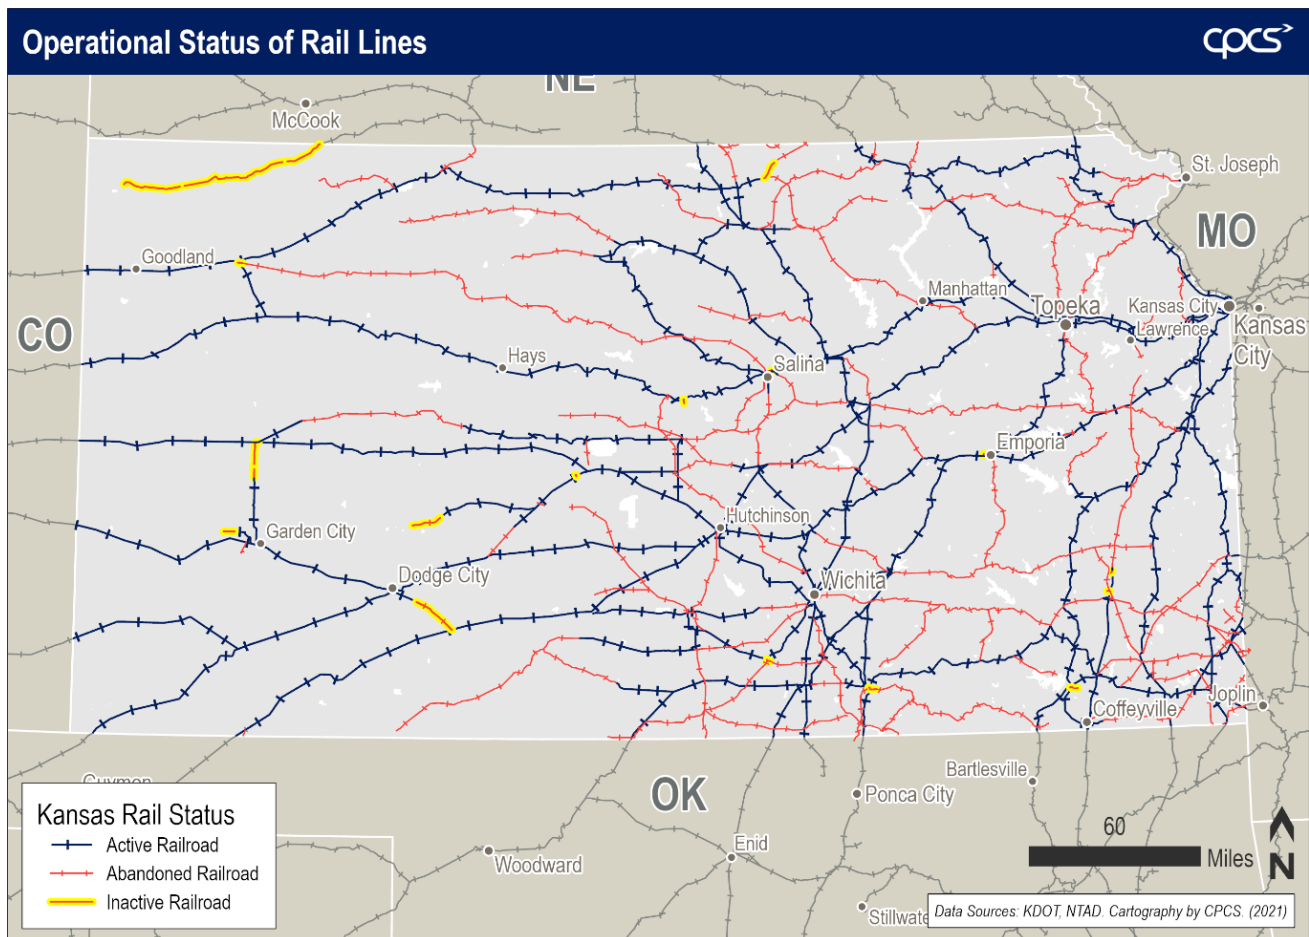 Operational Status of Rail Lines
cpcs
NE
McCook
St. Joseph
MO
Goodland
Manhattan
Topeka
Kansas City
Lawrence
Kansas
City
CO
Hays
Salina
Emporia
Hutchinson
Garden City
Dodge City
Wichita
Joplin
Coffeyville
Guymon
OK
Bartlesville
Ponca City
Enid
Woodward
Kansas Rail Status
Active Railroad
Abandoned Railroad
Inactive Railroad
60
Miles
N
Stillwate
Data Sources: KDOT, NTAD. Cartography by CPCS. (2021)